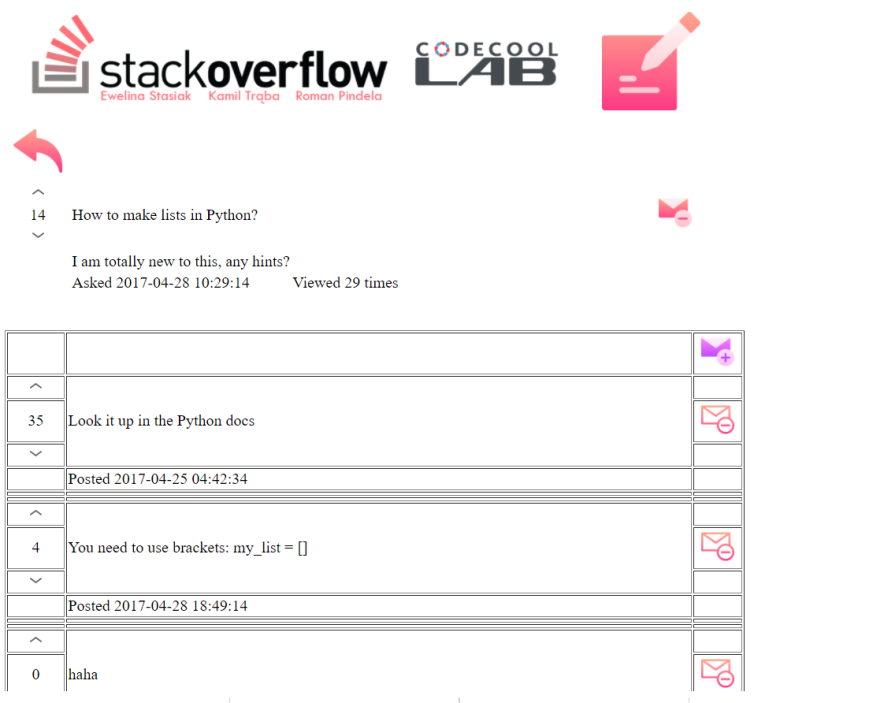 stackoverflow
Ewelina Stasiak Kamil Trąba Roman Pindela
CODECOOL
LAB
14 How to make lists in Python?
I am totally new to this, any hints?
Asked 2017-04-28 10:29:14 Viewed 29 times
35 Look it up in the Python docs
Posted 2017-04-25 04:42:34
4 You need to use brackets: my_list = []
Posted 2017-04-28 18:49:14
0 haha